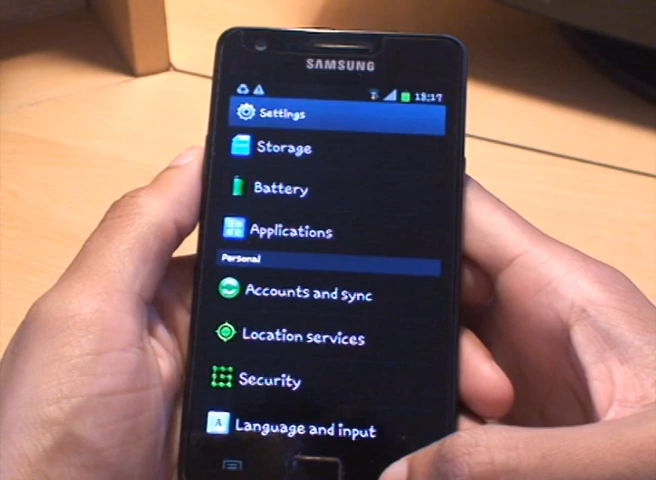 SAMSUNG
13:17
Settings
Storage
Battery
Applications
Personal
Accounts and sync
Location services
Security
A
Language and input